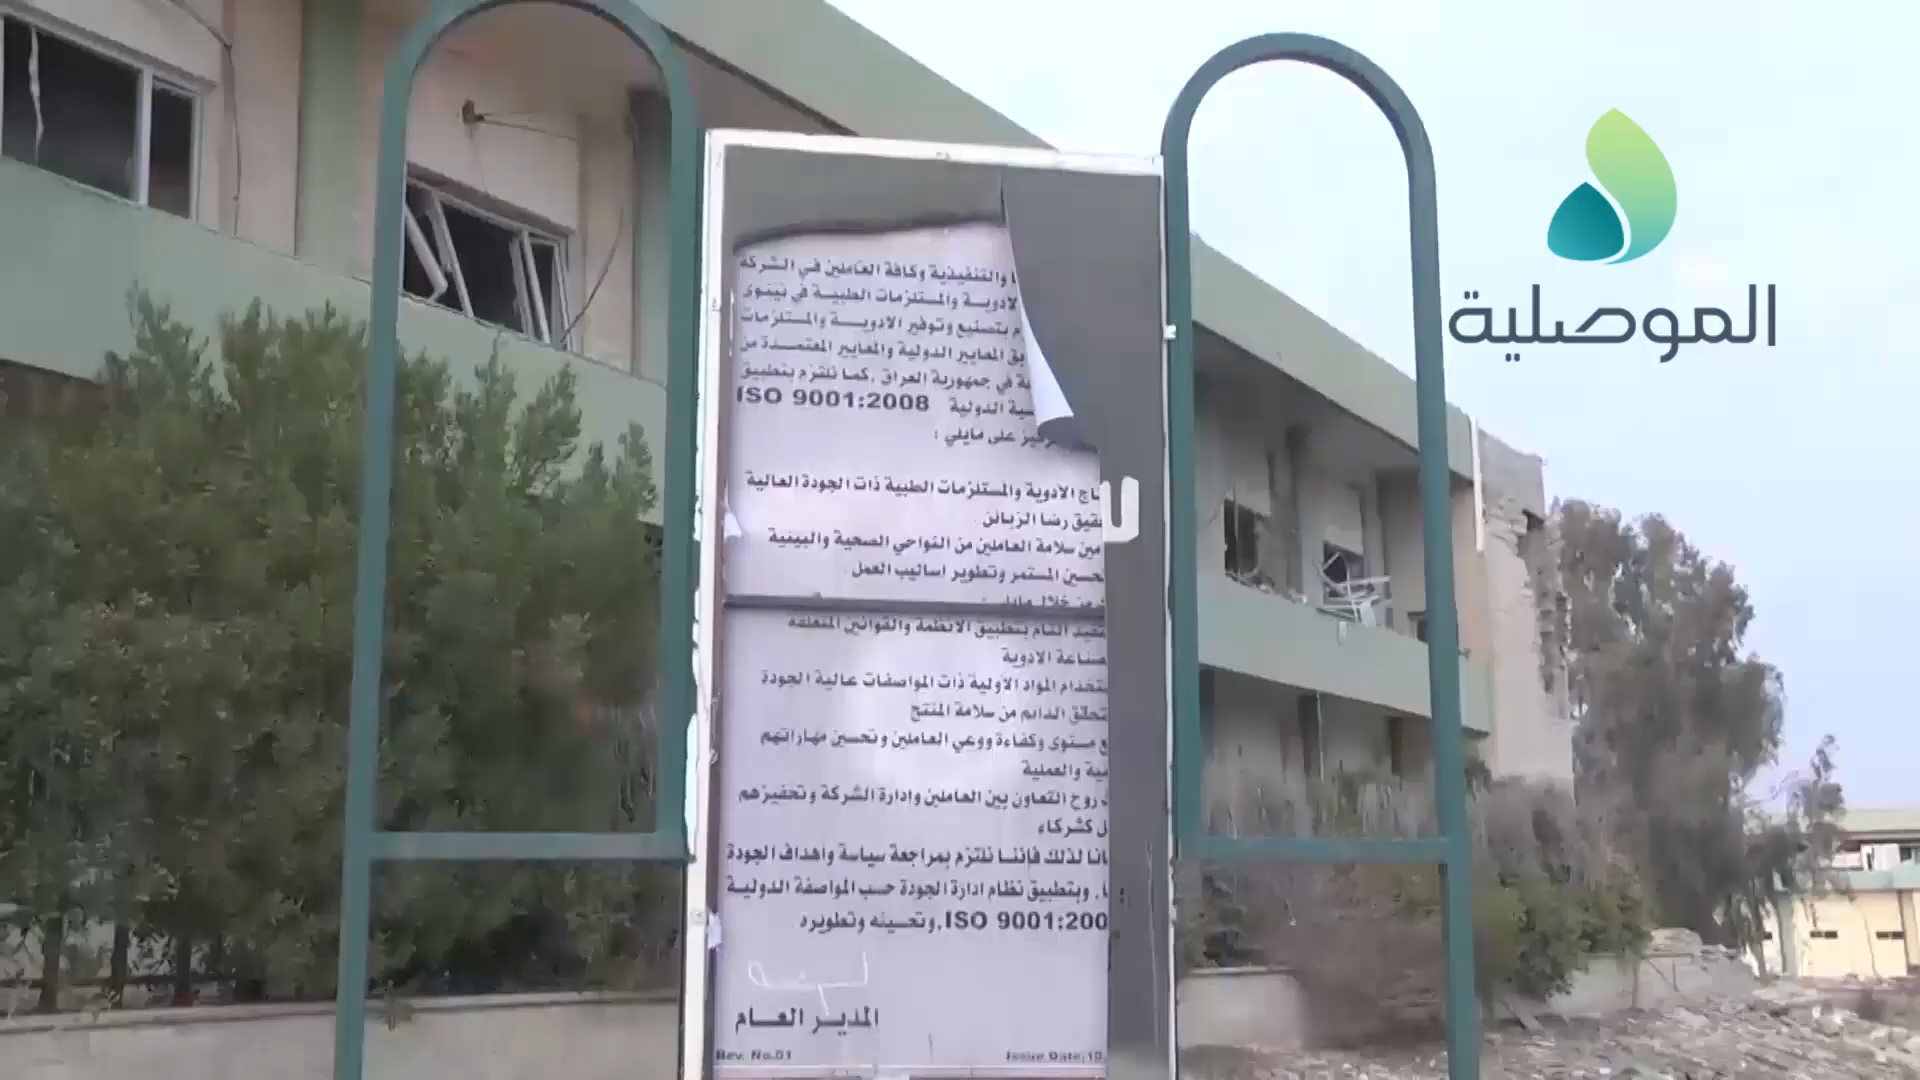 الموصلية
والتنفيذية وكافة العاملين في الشركة
والمستلزمات الطبية في نينوى
بتصنيع وتوفير الادوية والمستلزمات
المعايير الدولية والمعايير المعتمدة من
في جمهورية العراق ,كما نلتزم بتطبيق
الدولية ISO 9001:2008
على مايلي :
الادوية والمستلزمات الطبية ذات الجودة العالية
رضا الزبائن .
سلامة العاملين من النواحي الصحية والبيئية
المستمر وتطوير اساليب العمل .
التام بتطبيق الانظمة والقوانين المتعلقة
الادوية
المواد الاولية ذات المواصفات عالية الجودة
الدائم من سلامة المنتج
مستوى وكفاءة ووعي العاملين وتحسين مهاراتهم
والعملية
روح التعاون بين العاملين وادارة الشركة وتحفيزهم
كشركاء
لذلك فإننا نلتزم بمراجعة سياسة واهداف الجودة
, وبتطبيق نظام ادارة الجودة حسب المواصفة الدولية
ISO 9001:200 ,وتحسينه وتطويره .
المدير العام
Rev. No.01 Issue Date:10